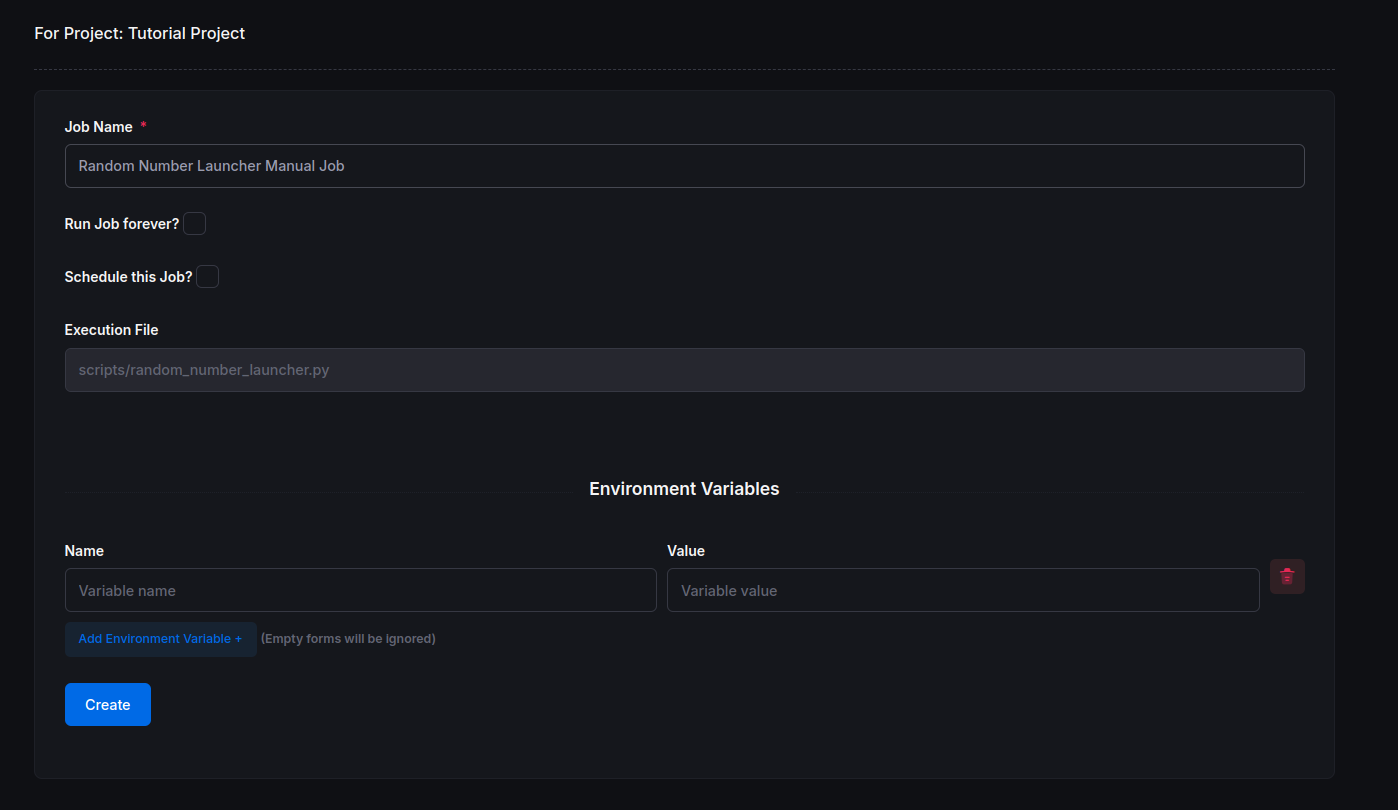 For Project: Tutorial Project
Job Name *
Random Number Launcher Manual Job
Run Job forever?
Schedule this Job?
Execution File
scripts/random_number_launcher.py
Environment Variables
Name Value
Variable name Variable value
Add Environment Variable + (Empty forms will be ignored)
Create